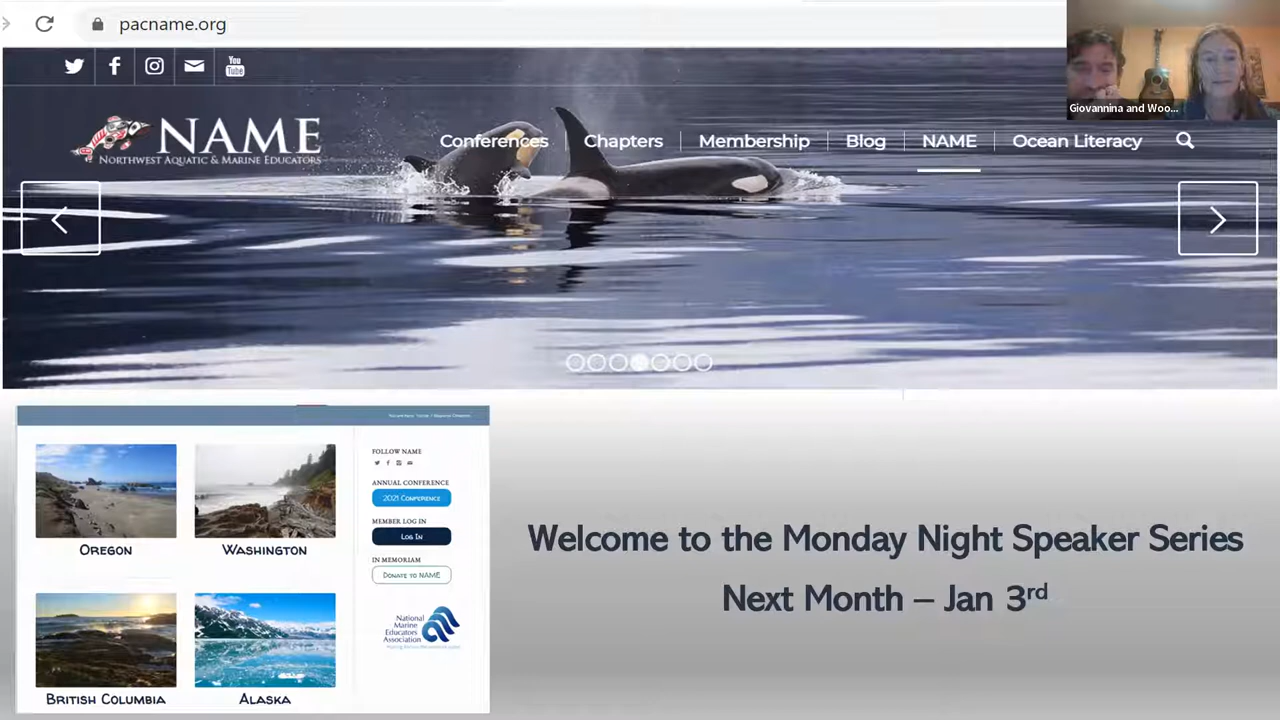 pacname.org
You
Tube
Giovannina and Woo...
NAME
Northwest Aquatic & Marine Educators
Conferences
Chapters
Membership
Blog
NAME
Ocean Literacy
Follow NAME
Annual Conference
2021 Conference
Member Log In
Log In
In Memoriam
Donate to NAME
National
Marine
Educators
Association
Oregon
Washington
British Columbia
Alaska
Welcome to the Monday Night Speaker Series
Next Month – Jan 3rd